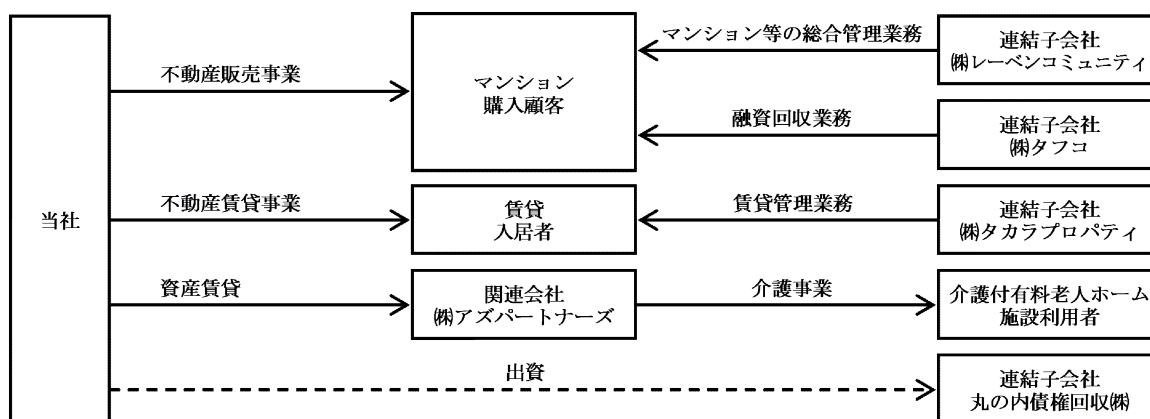 当社
不動産販売事業
マンション
購入顧客
マンション等の総合管理業務
連結子会社
㈱レーベンコミュニティ
融資回収業務
連結子会社
㈱タフコ
不動産賃貸事業
賃貸
入居者
賃貸管理業務
連結子会社
㈱タカラプロパティ
資産賃貸
関連会社
㈱アズパートナーズ
介護事業
介護付有料老人ホーム
施設利用者
出資
連結子会社
丸の内債権回収㈱